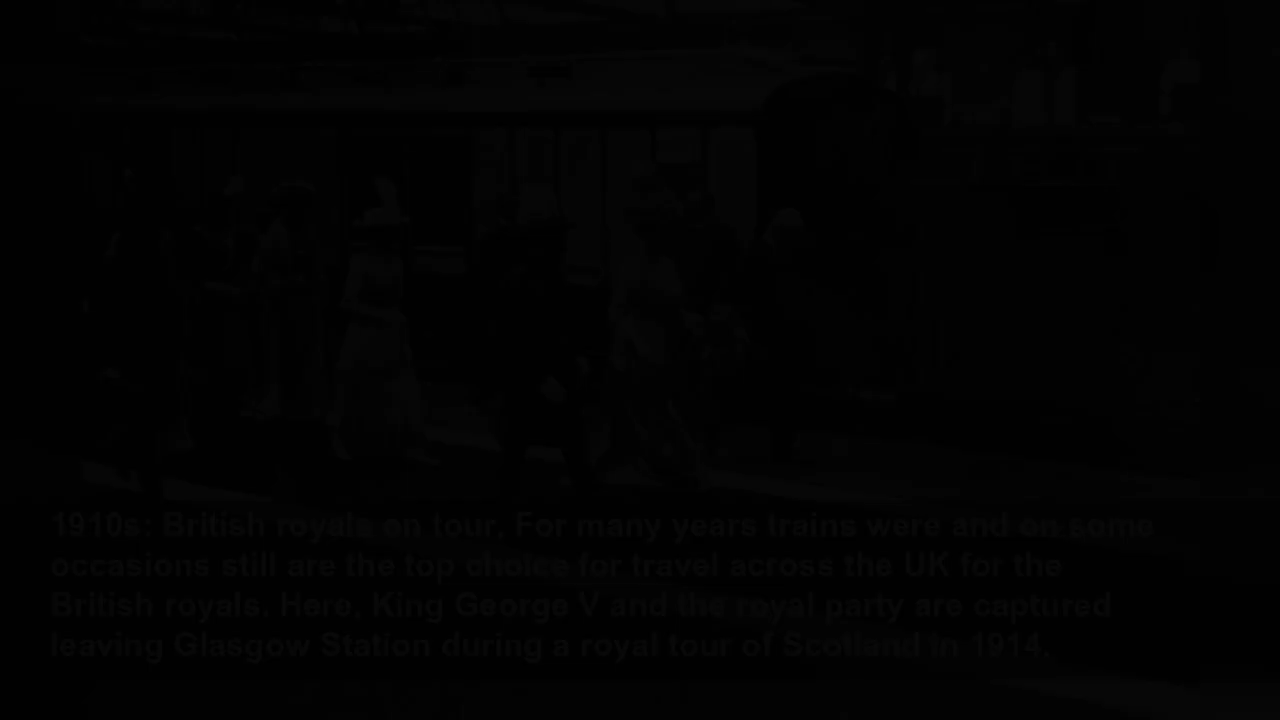 1910s: British royals on tour. For many years trains were and on some
occasions still are the top choice for travel across the UK for the
British royals. Here, King George V and the royal party are captured
leaving Glasgow Station during a royal tour of Scotland in 1914.